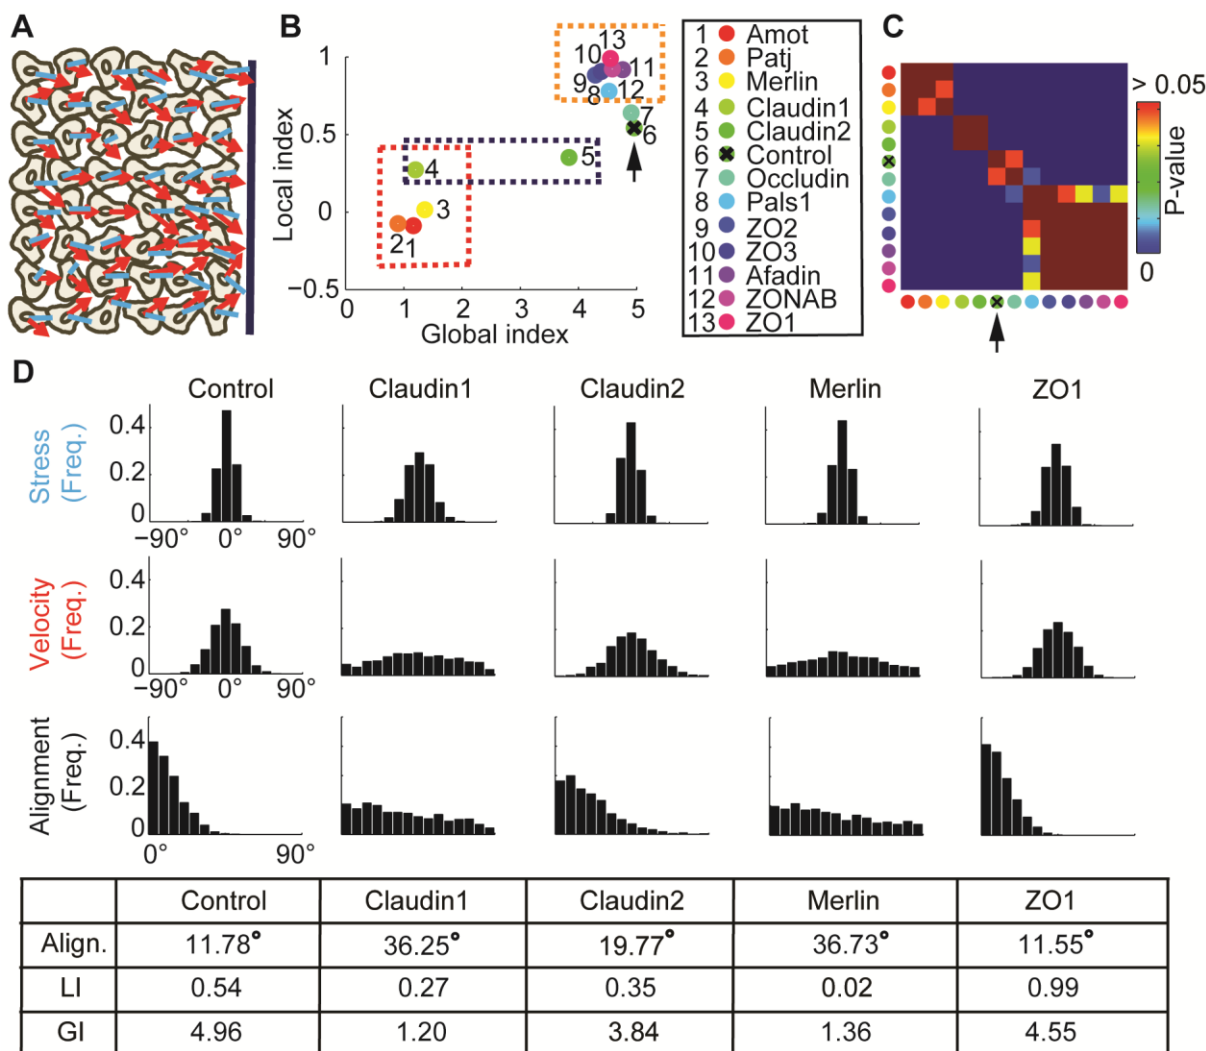 A
B
C
1
0.5
0
−0.5
Local index
0 1 2 3 4 5
Global index
13
10
11
9
8
12
7
6
5
4
3
2
1
1 Amot
2 Patj
3 Merlin
4 Claudin1
5 Claudin2
6 Control
7 Occludin
8 Pals1
9 ZO2
10 ZO3
11 Afadin
12 ZONAB
13 ZO1
> 0.05
P-value
0
D
Control Claudin1 Claudin2 Merlin ZO1
Stress
(Freq.)
0.4
0.2
0
−90° 0° 90°
Velocity
(Freq.)
0.4
0.2
0
−90° 0° 90°
Alignment
(Freq.)
0.4
0.2
0
0° 90°
Control Claudin1 Claudin2 Merlin ZO1
Align. 11.78° 36.25° 19.77° 36.73° 11.55°
LI 0.54 0.27 0.35 0.02 0.99
GI 4.96 1.20 3.84 1.36 4.55